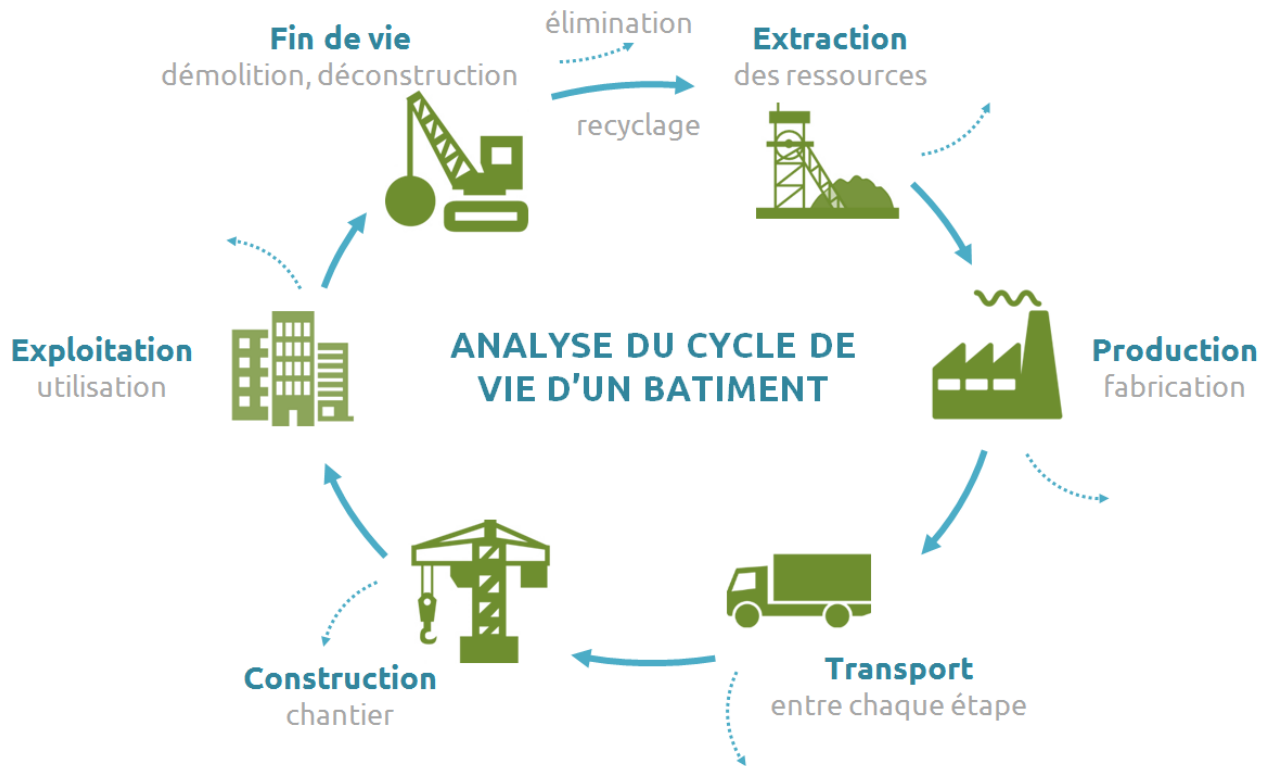 élimination
Fin de vie
démolition, déconstruction
recyclage
Extraction
des ressources
Exploitation
utilisation
ANALYSE DU CYCLE DE
VIE D'UN BATIMENT
Production
fabrication
Construction
chantier
Transport
entre chaque étape